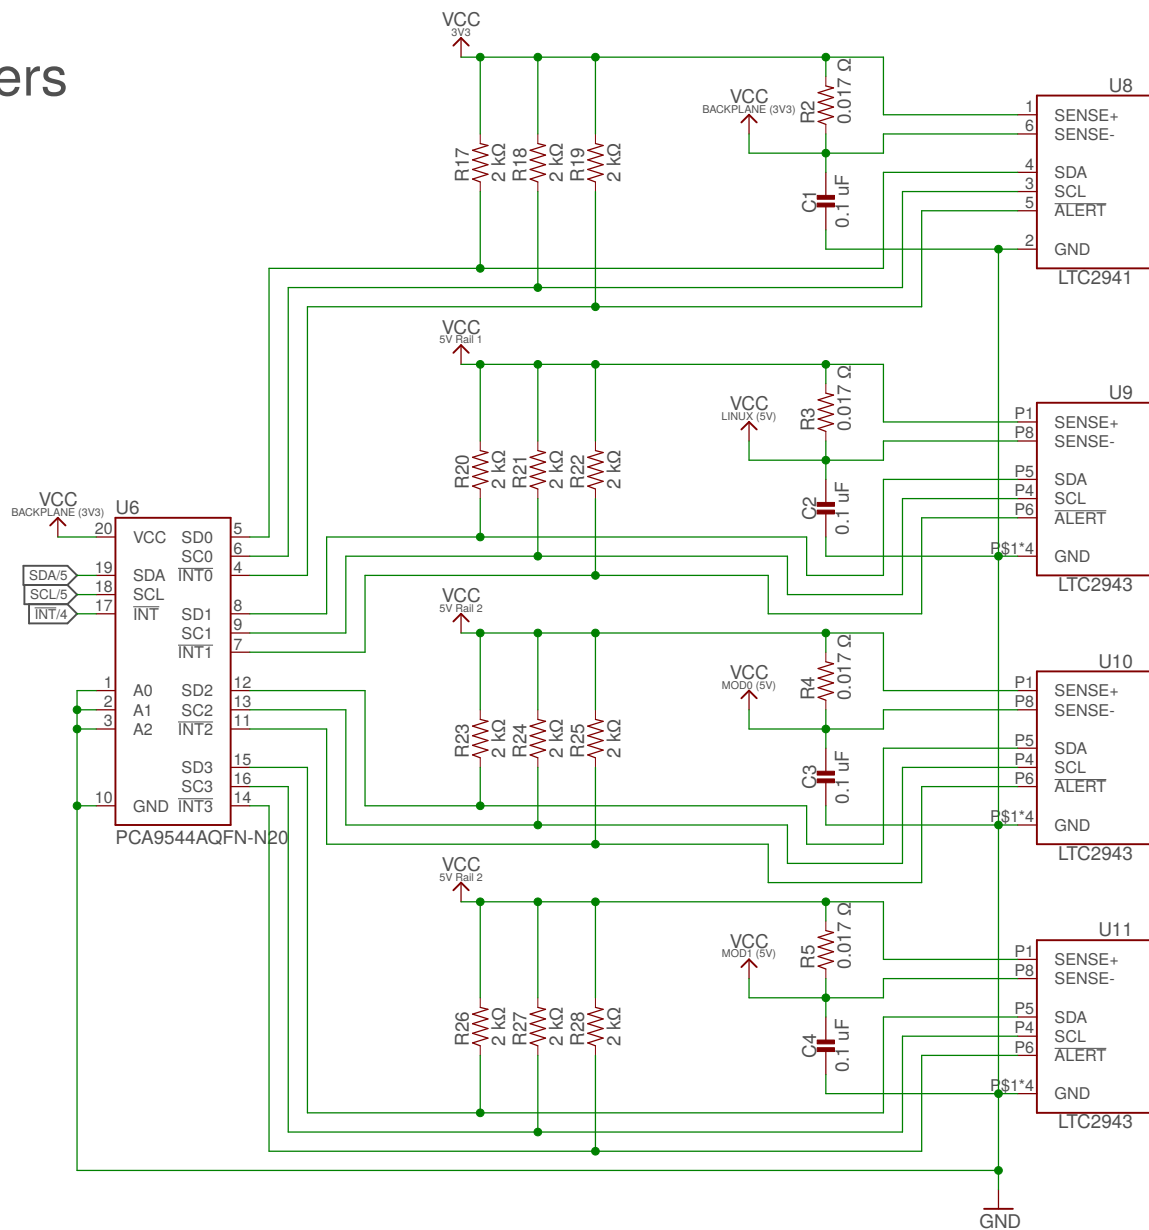 ers
VCC
3V3
R17
2 kΩ
R18
2 kΩ
R19
2 kΩ
VCC
BACKPLANE (3V3)
R2
0.017 Ω
C1
0.1 uF
U8
1 SENSE+
6 SENSE-
4 SDA
3 SCL
5 ALERT
2 GND
LTC2941
VCC
5V Rail 1
R20
2 kΩ
R21
2 kΩ
R22
2 kΩ
VCC
LINUX (5V)
R3
0.017 Ω
C2
0.1 uF
U9
P1 SENSE+
P8 SENSE-
P5 SDA
P4 SCL
P6 ALERT
P$1*4 GND
LTC2943
VCC
BACKPLANE (3V3)
U6
20 VCC SD0 5
SC0 6
SDA/5 19 SDA INT0 4
SCL/5 18 SCL
INT/4 17 INT SD1 8
SC1 9
INT1 7
1 A0 SD2 12
2 A1 SC2 13
3 A2 INT2 11
SD3 15
SC3 16
10 GND INT3 14
PCA9544AQFN-N20
VCC
5V Rail 2
R23
2 kΩ
R24
2 kΩ
R25
2 kΩ
VCC
MOD0 (5V)
R4
0.017 Ω
C3
0.1 uF
U10
P1 SENSE+
P8 SENSE-
P5 SDA
P4 SCL
P6 ALERT
P$1*4 GND
LTC2943
VCC
5V Rail 2
R26
2 kΩ
R27
2 kΩ
R28
2 kΩ
VCC
MOD1 (5V)
R5
0.017 Ω
C4
0.1 uF
U11
P1 SENSE+
P8 SENSE-
P5 SDA
P4 SCL
P6 ALERT
P$1*4 GND
LTC2943
GND